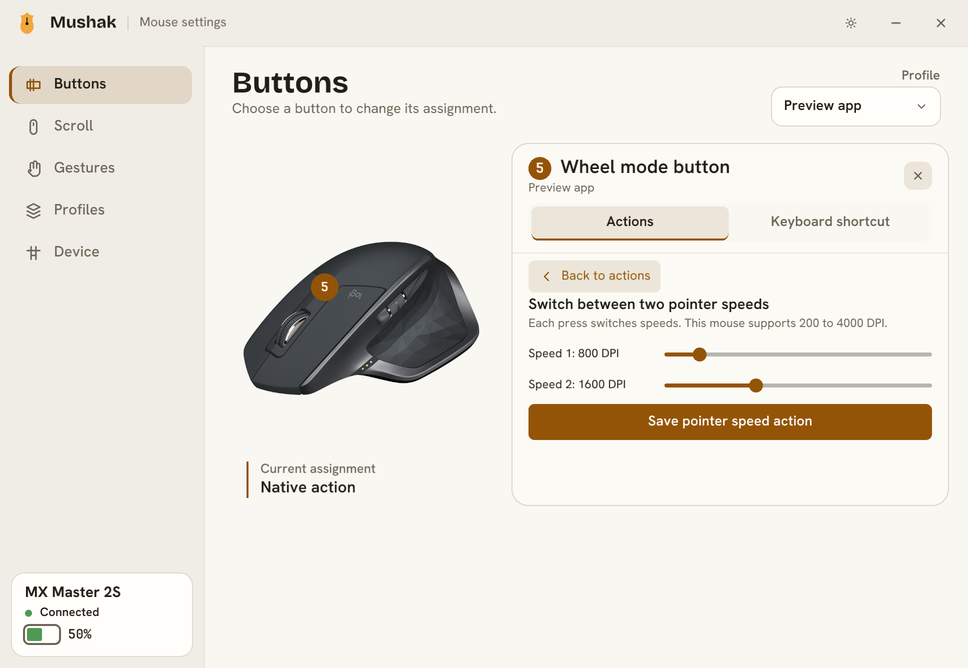 Mushak
Mouse settings
Buttons
Scroll
Gestures
Profiles
Device
MX Master 2S
Connected
50%
Buttons
Choose a button to change its assignment.
Profile
Preview app
5
logi
Current assignment
Native action
5 Wheel mode button
Preview app
Actions
Keyboard shortcut
Back to actions
Switch between two pointer speeds
Each press switches speeds. This mouse supports 200 to 4000 DPI.
Speed 1: 800 DPI
Speed 2: 1600 DPI
Save pointer speed action